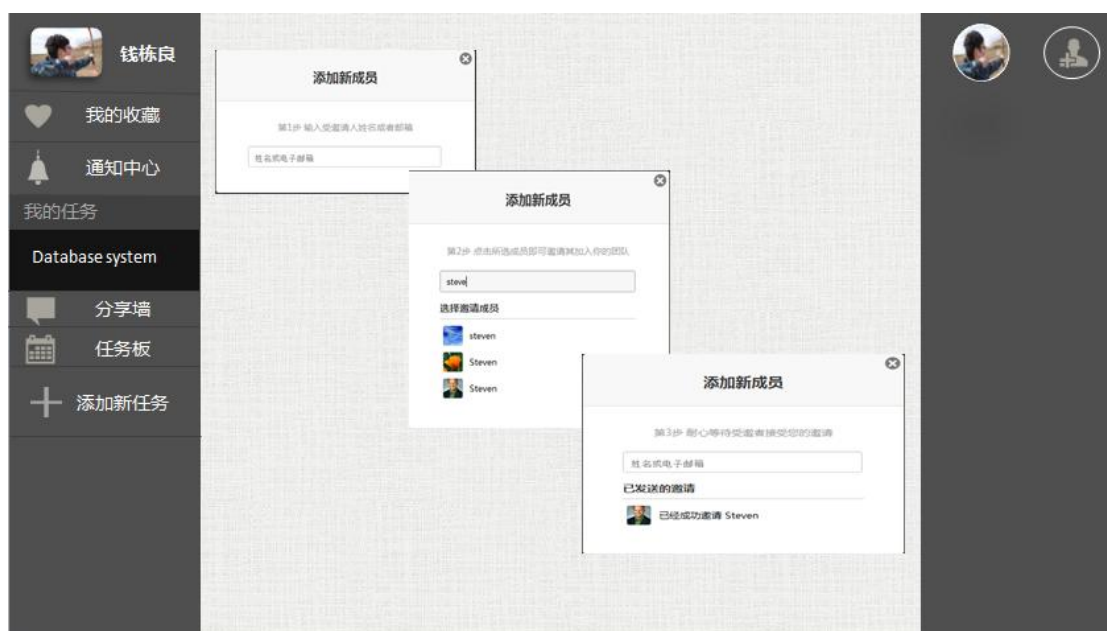 钱栋良
我的收藏
通知中心
我的任务
Database system
分享墙
任务板
添加新任务
添加新成员
第1步 输入受邀请人姓名或者邮箱
姓名或电子邮箱
添加新成员
第2步 点击所选成员即可邀请其加入你的团队
steve
选择邀请成员
steven
Steven
Steven
添加新成员
第3步 耐心等待受邀者接受您的邀请
姓名或电子邮箱
已发送的邀请
已经成功邀请 Steven